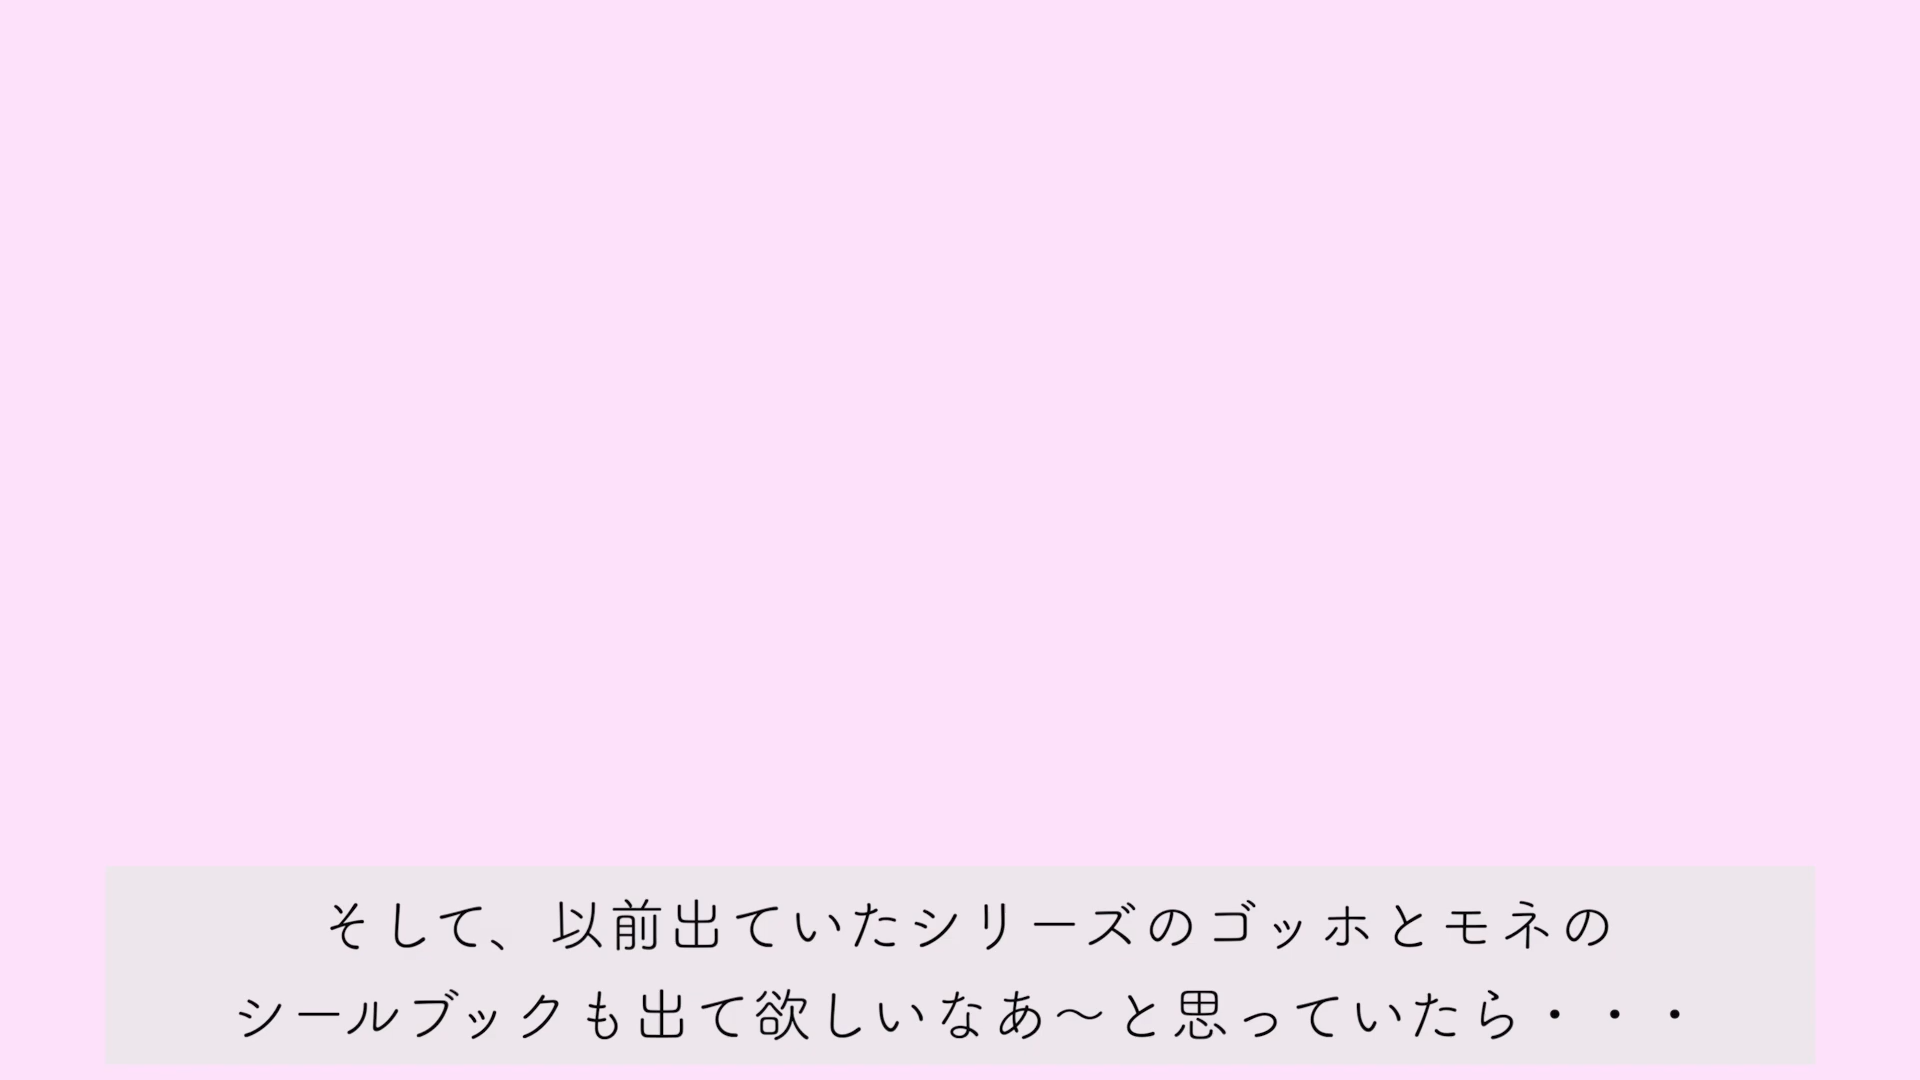 そして、以前出ていたシリーズのゴッホとモネの
シールブックも出て欲しいなあ～と思っていたら・・・